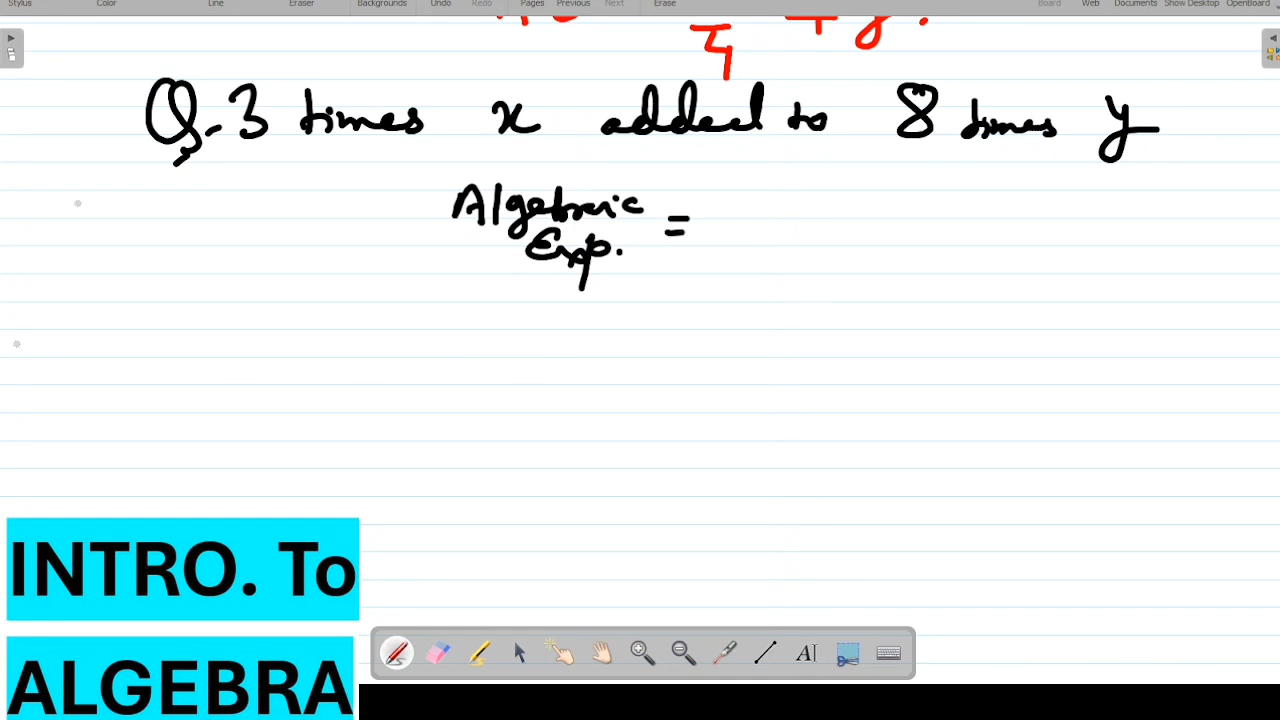 Stylus Color Line Eraser Backgrounds Undo Redo Pages Previous Next Erase Board Web Documents Show Desktop OpenBoard
Q. 3 times x added to 8 times y
Algebraic
Exp. =
INTRO. To
ALGEBRA